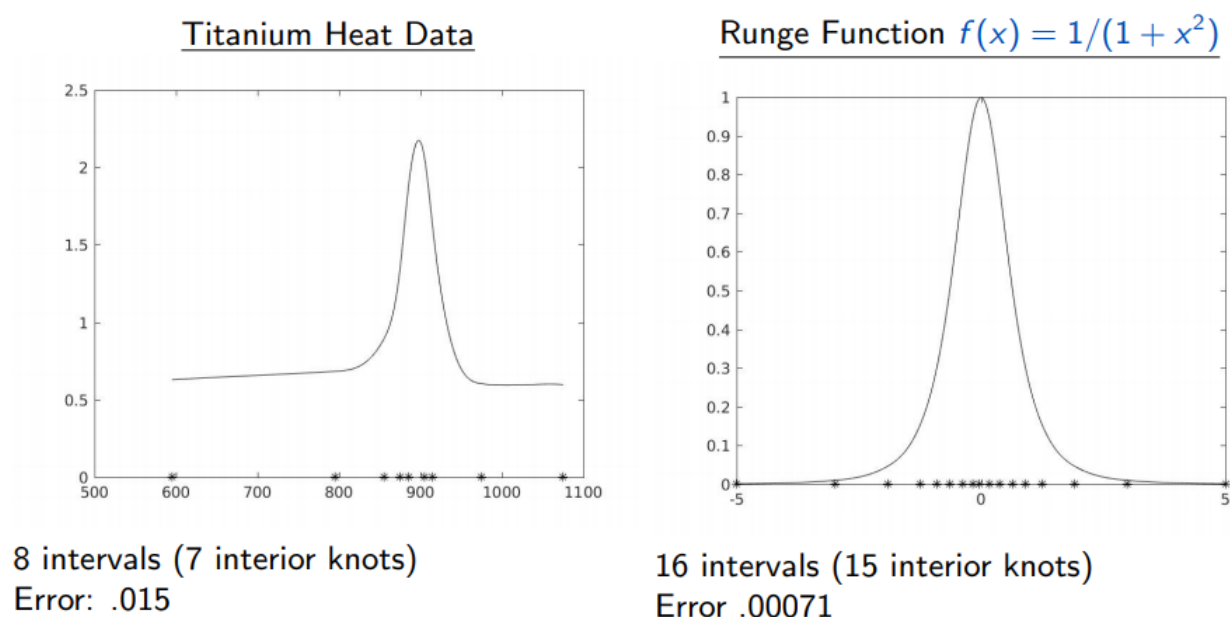 Titanium Heat Data
2.5
2
1.5
1
0.5
0
500 600 700 800 900 1000 1100
8 intervals (7 interior knots)
Error: .015
Runge Function f(x) = 1/(1 + x²)
1
0.9
0.8
0.7
0.6
0.5
0.4
0.3
0.2
0.1
0
-5 0 5
16 intervals (15 interior knots)
Error .00071